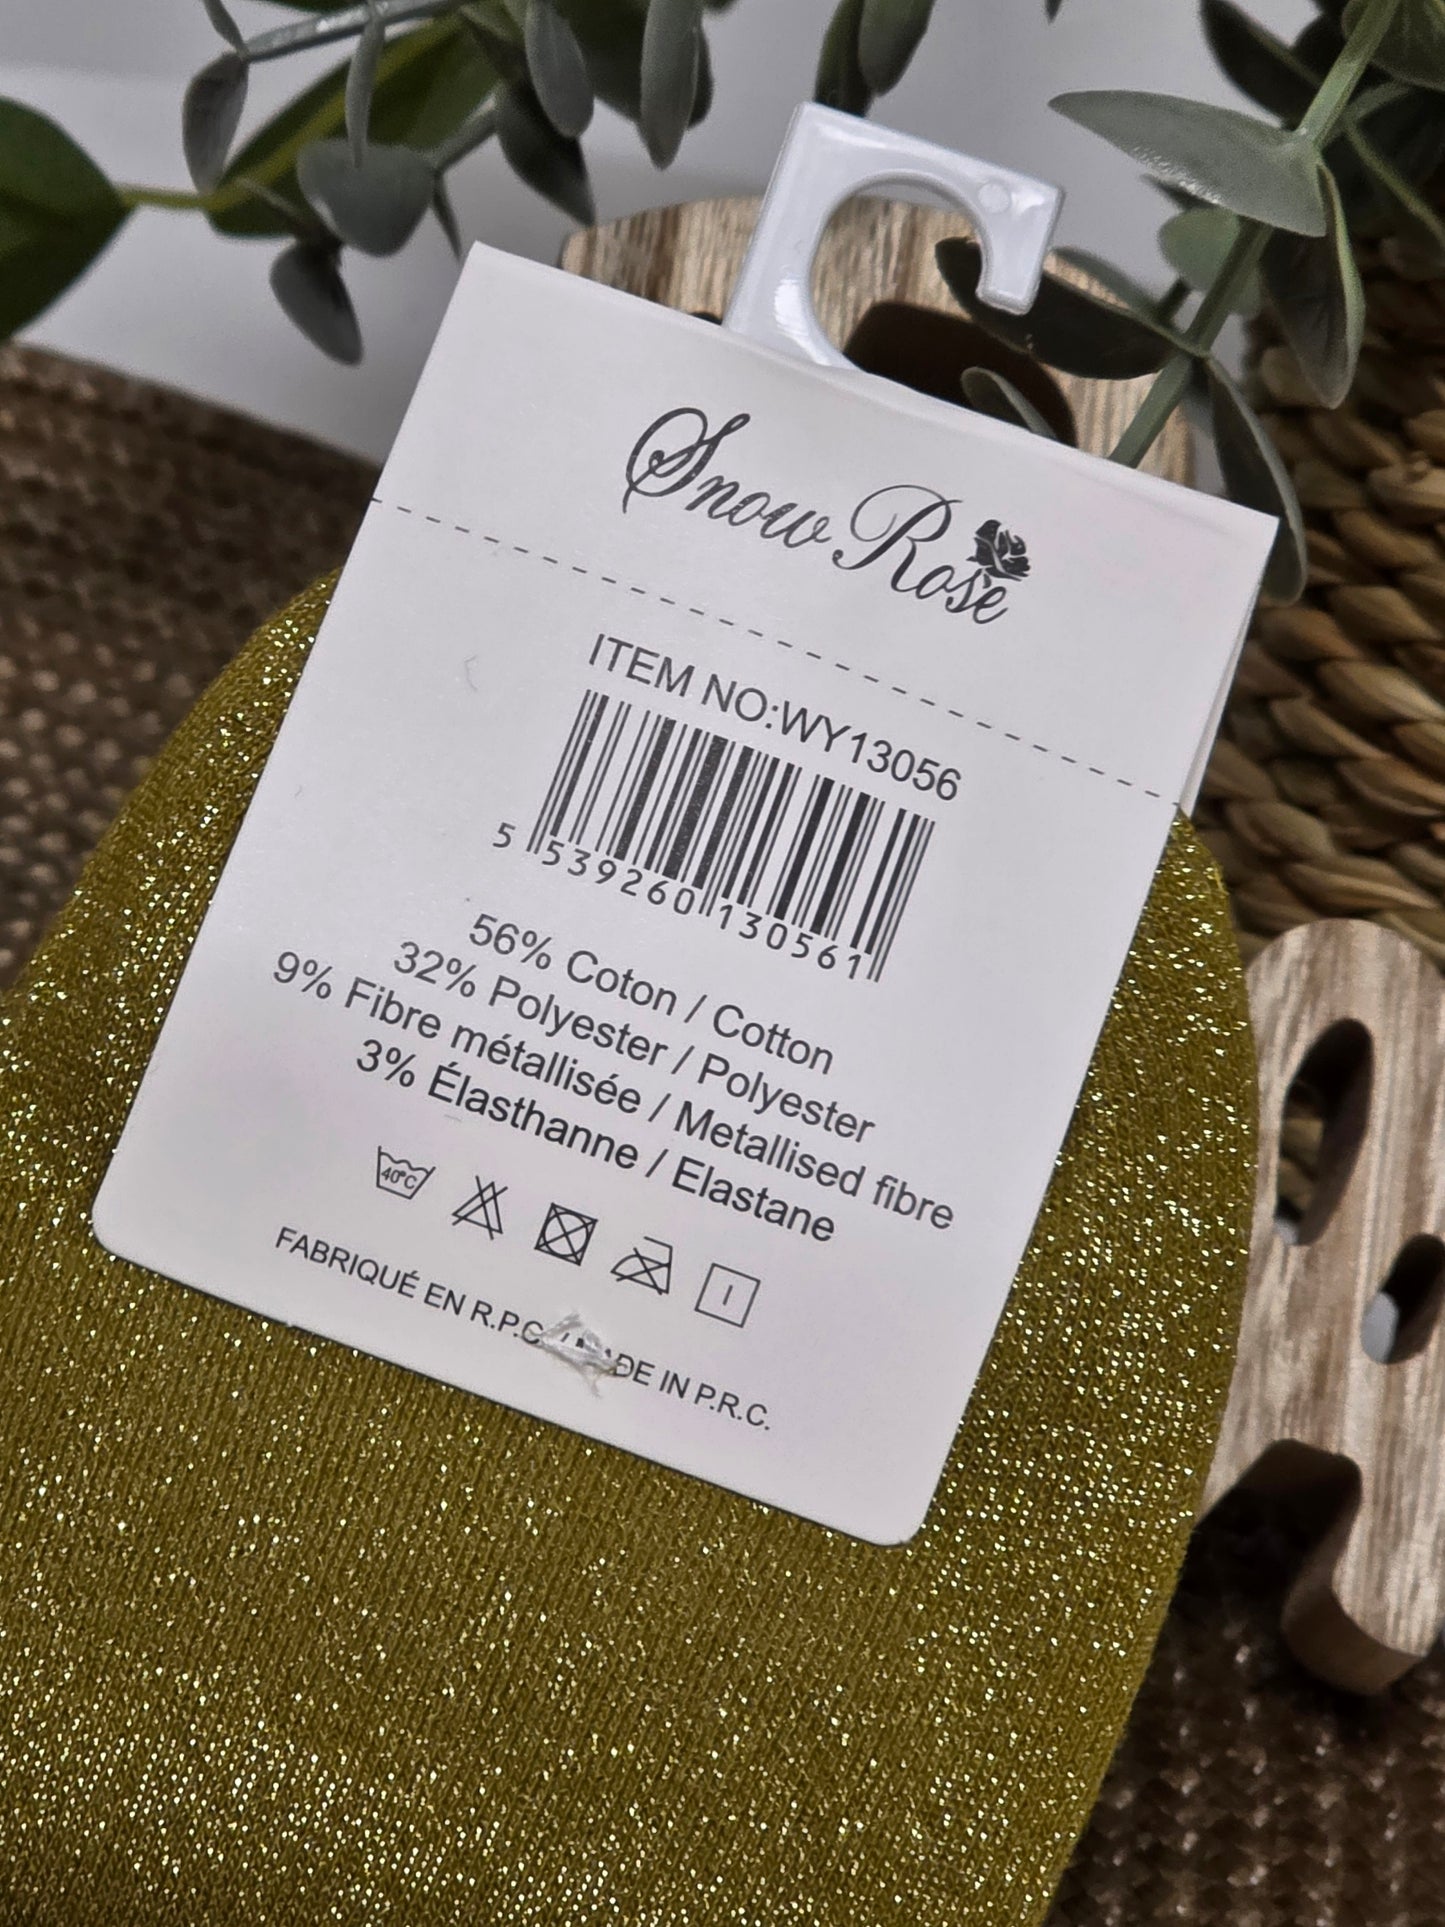 Snow Rose
ITEM NO:WY13056
5 539260 130561
56% Coton / Cotton
32% Polyester / Polyester
9% Fibre métallisée / Metallised fibre
3% Élasthanne / Elastane
40°C
I
FABRIQUÉ EN R.P.C. / MADE IN P.R.C.